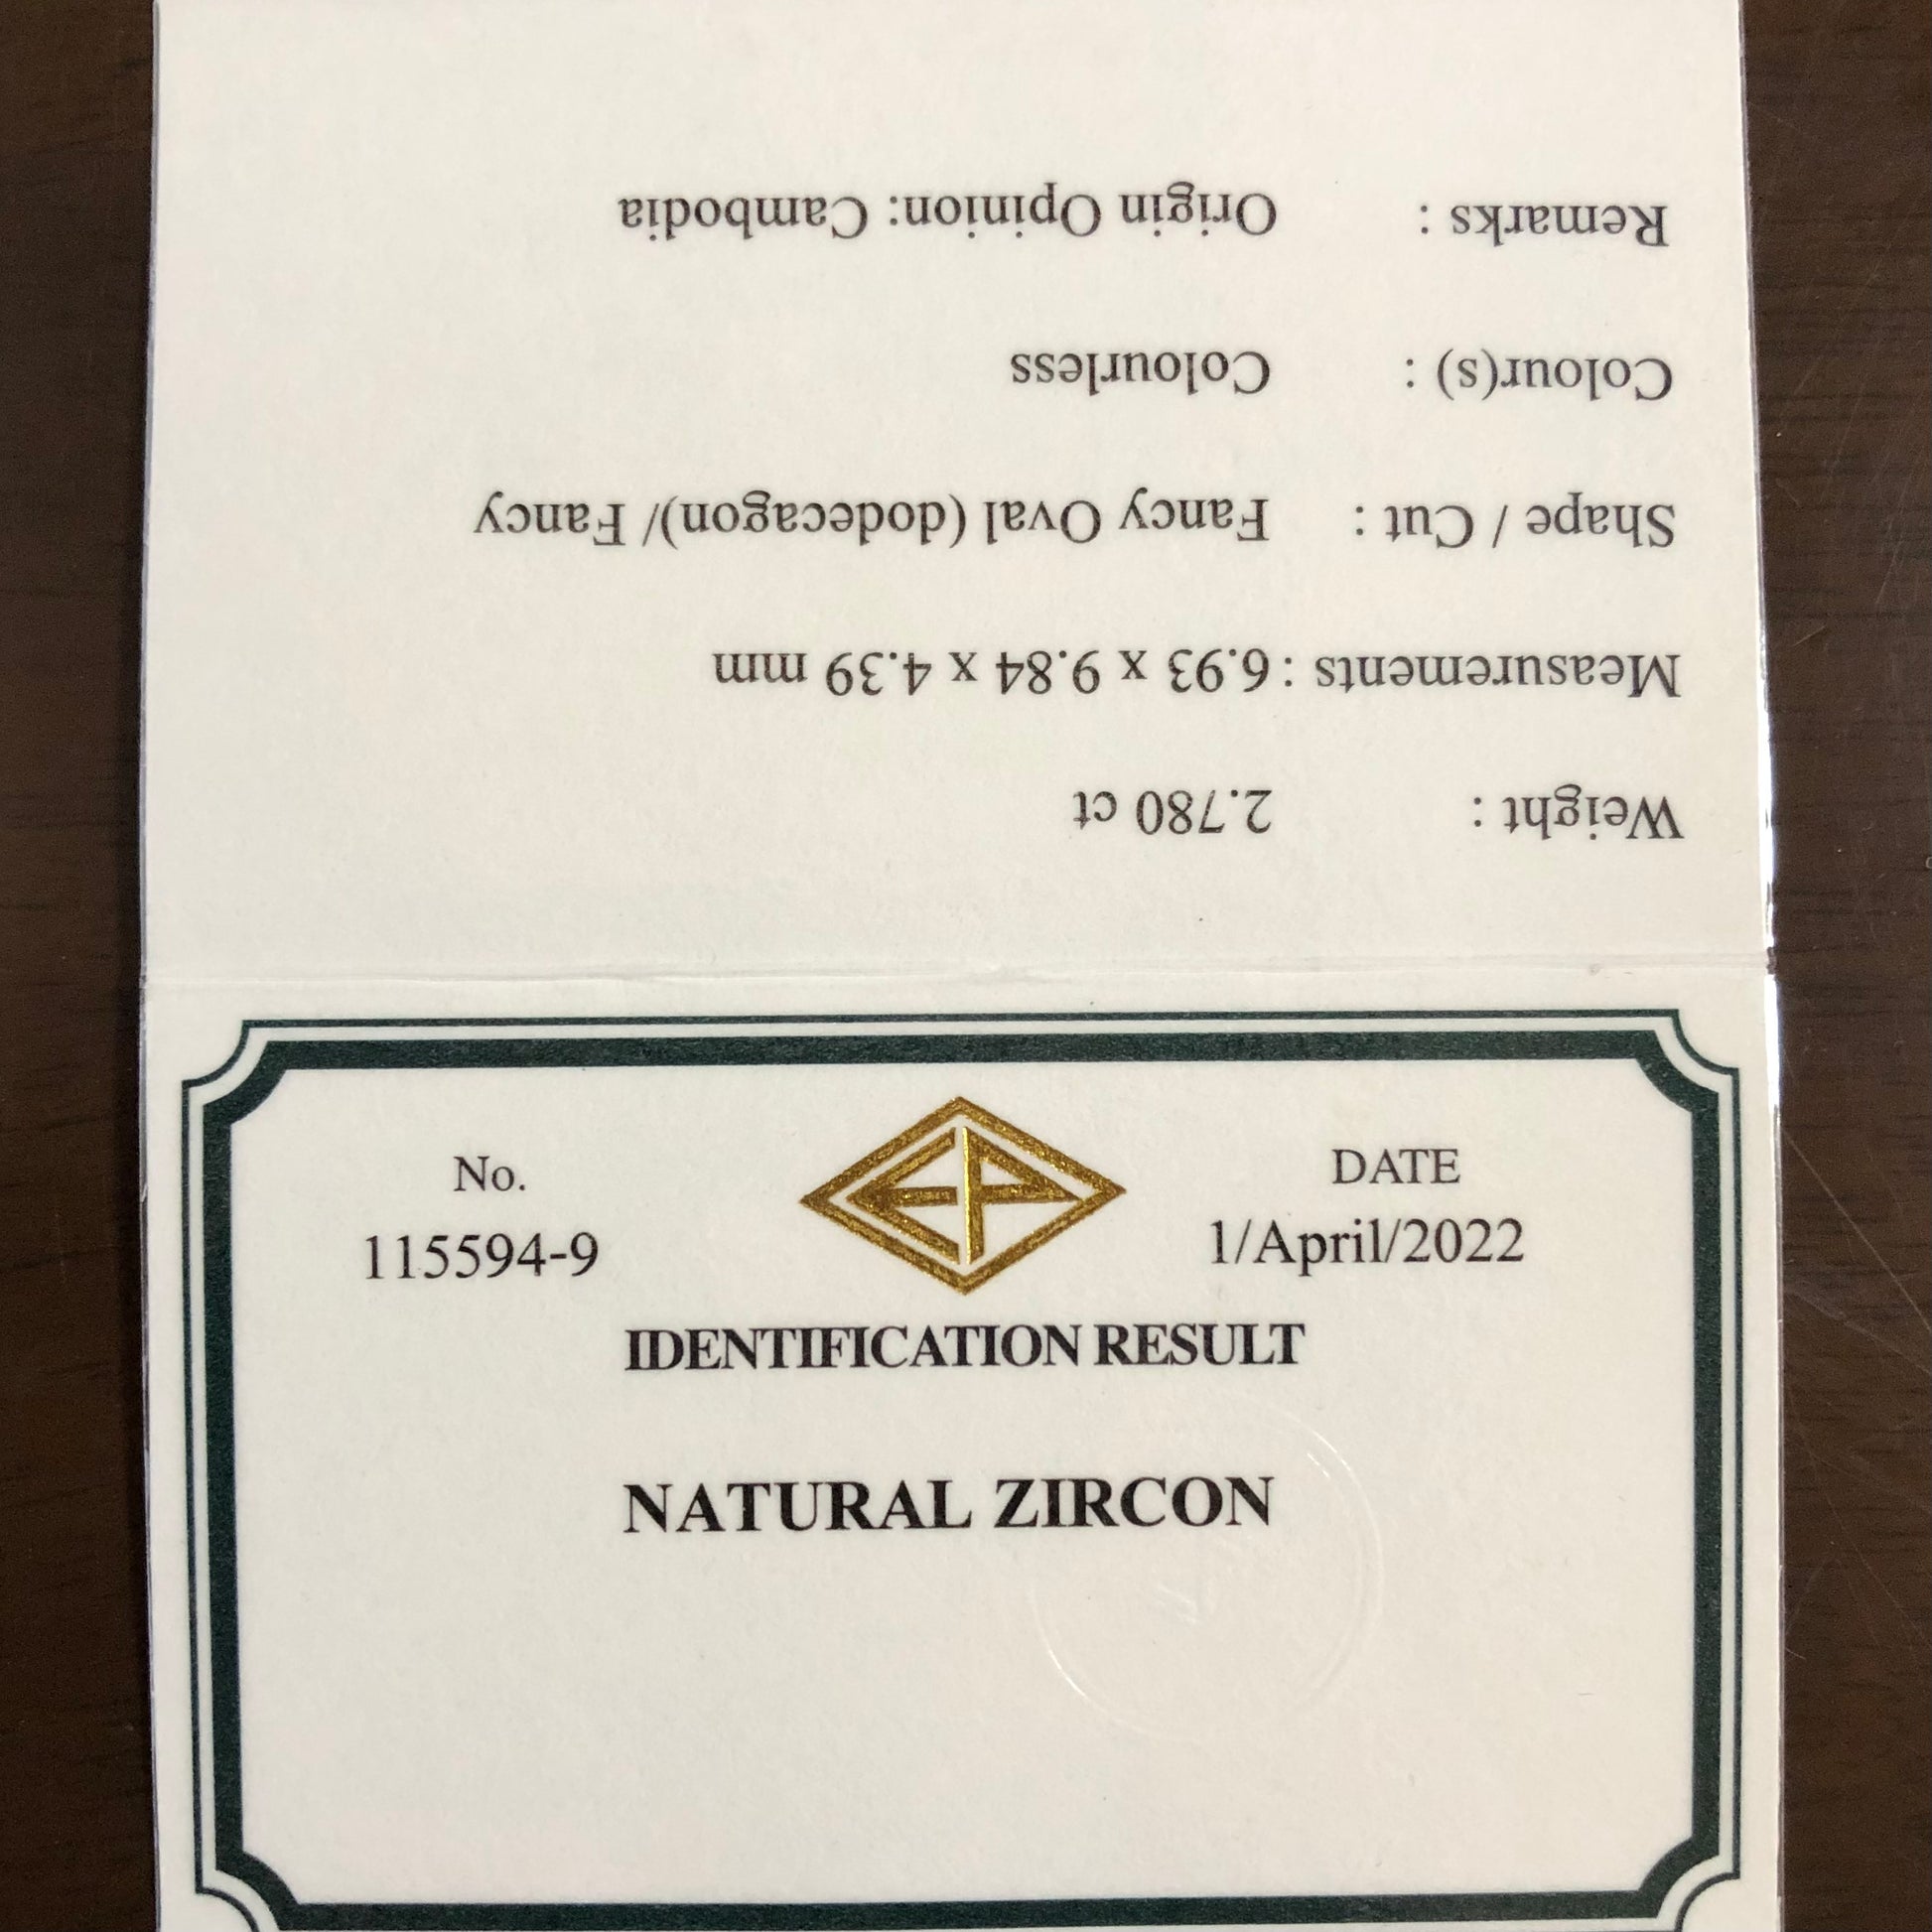 Weight : 2.780 ct
Measurements : 6.93 x 9.84 x 4.39 mm
Shape / Cut : Fancy Oval (dodecagon)/ Fancy
Colour(s) : Colourless
Remarks : Origin Opinion: Cambodia
No.
115594-9
EP
DATE
1/April/2022
IDENTIFICATION RESULT
NATURAL ZIRCON